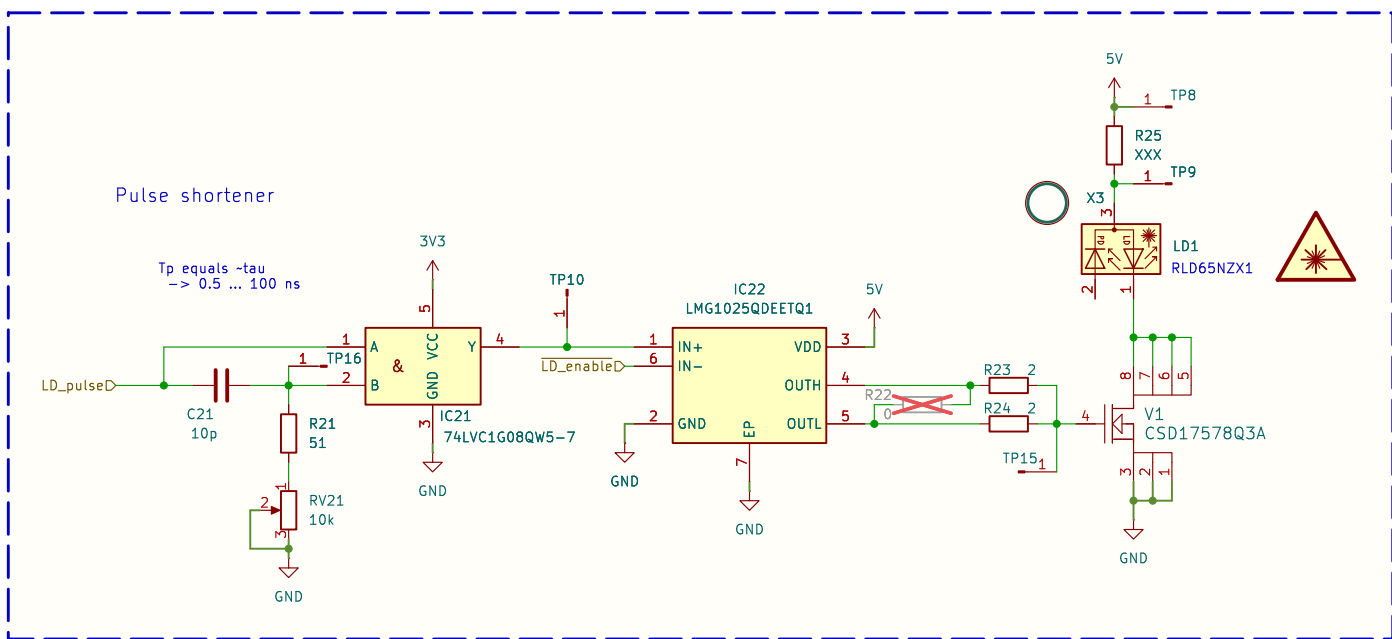 5V
1 TP8
R25
XXX
1 TP9
Pulse shortener
X3
3
3V3
PD
LD
LD1
RLD65NZX1
Tp equals ~tau
-> 0.5 ... 100 ns
TP10
1
IC22
LMG1025QDEETQ1
5V
2
1
5
1 A
VCC
Y 4
1 IN+
VDD 3
1 TP16
&
LD_enable
6 IN-
LD_pulse
2 B
GND
OUTH 4
R23 2
8
7
6
5
C21
10p
R21
51
3
IC21
74LVC1G08QW5-7
2 GND
EP
OUTL 5
R22
0
R24 2
4
V1
CSD17578Q3A
GND
GND
7
TP15 1
3
2
1
1
2
3
RV21
10k
GND
GND
GND